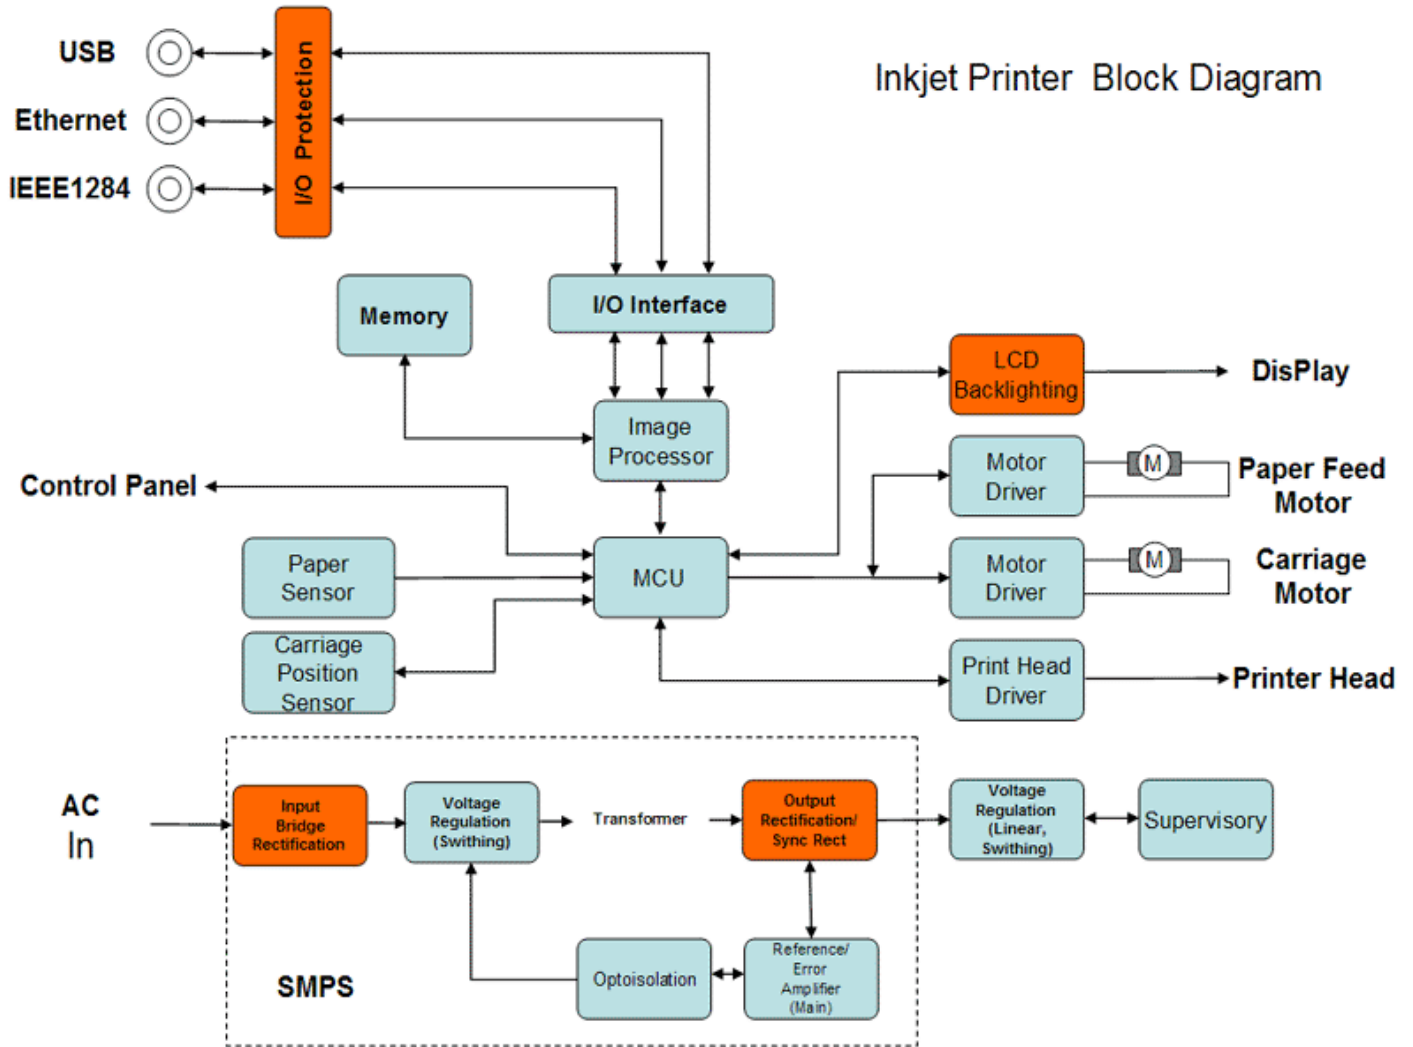 Inkjet Printer Block Diagram
USB
Ethernet
IEEE1284
I/O Protection
Memory
I/O Interface
Image
Processor
LCD
Backlighting
DisPlay
Control Panel
Motor
Driver
M
Paper Feed
Motor
Paper
Sensor
MCU
Motor
Driver
M
Carriage
Motor
Carriage
Position
Sensor
Print Head
Driver
Printer Head
AC
In
Input
Bridge
Rectification
Voltage
Regulation
(Swithing)
Transformer
Output
Rectification/
Sync Rect
Voltage
Regulation
(Linear,
Swithing)
Supervisory
SMPS
Optoisolation
Reference/
Error
Amplifier
(Main)